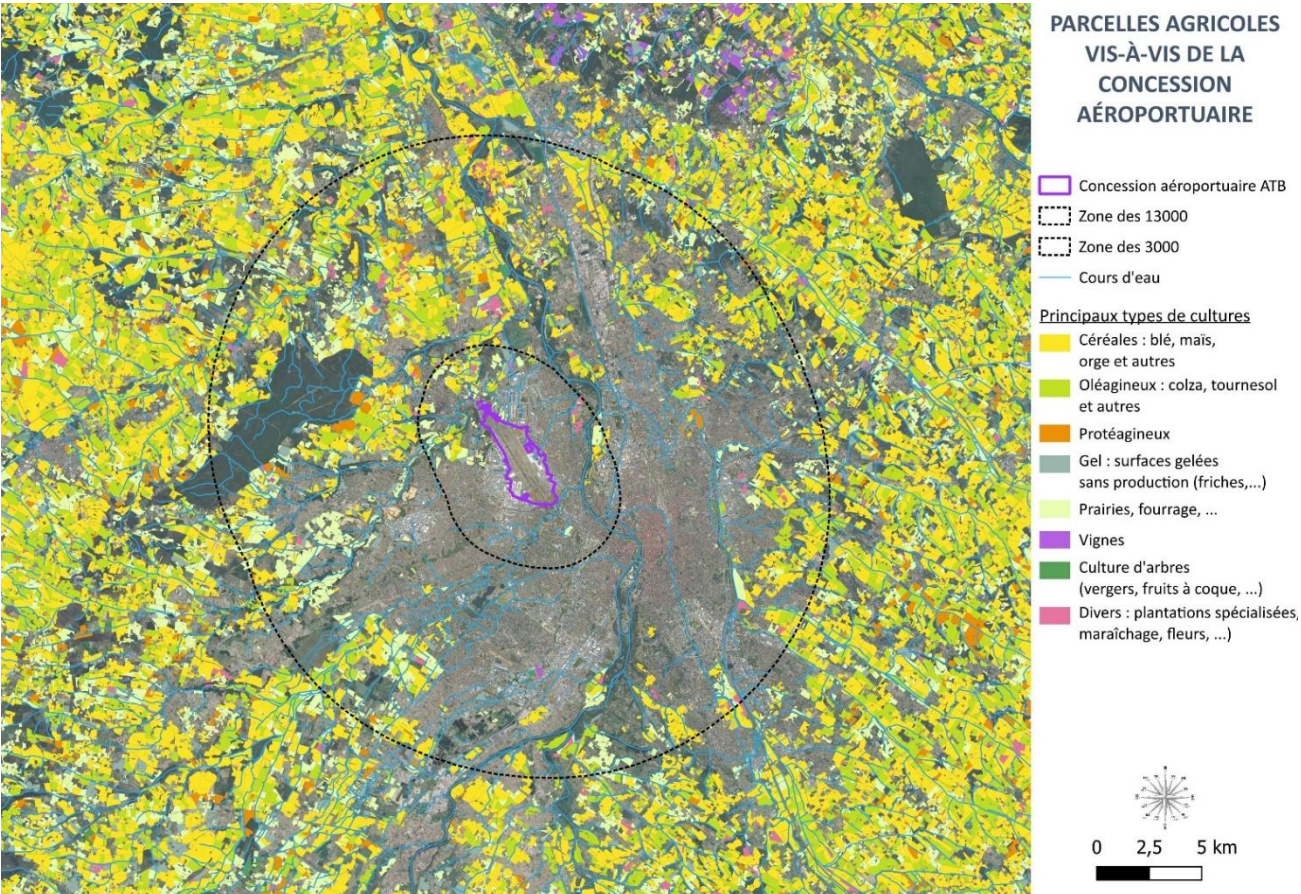 PARCELLES AGRICOLES
VIS-À-VIS DE LA
CONCESSION
AÉROPORTUAIRE
Concession aéroportuaire ATB
Zone des 13000
Zone des 3000
Cours d'eau
Principaux types de cultures
Céréales : blé, maïs,
orge et autres
Oléagineux : colza, tournesol
et autres
Protéagineux
Gel : surfaces gelées
sans production (friches,...)
Prairies, fourrage, ...
Vignes
Culture d'arbres
(vergers, fruits à coque, ...)
Divers : plantations spécialisées,
maraîchage, fleurs, ...)
0 2,5 5 km